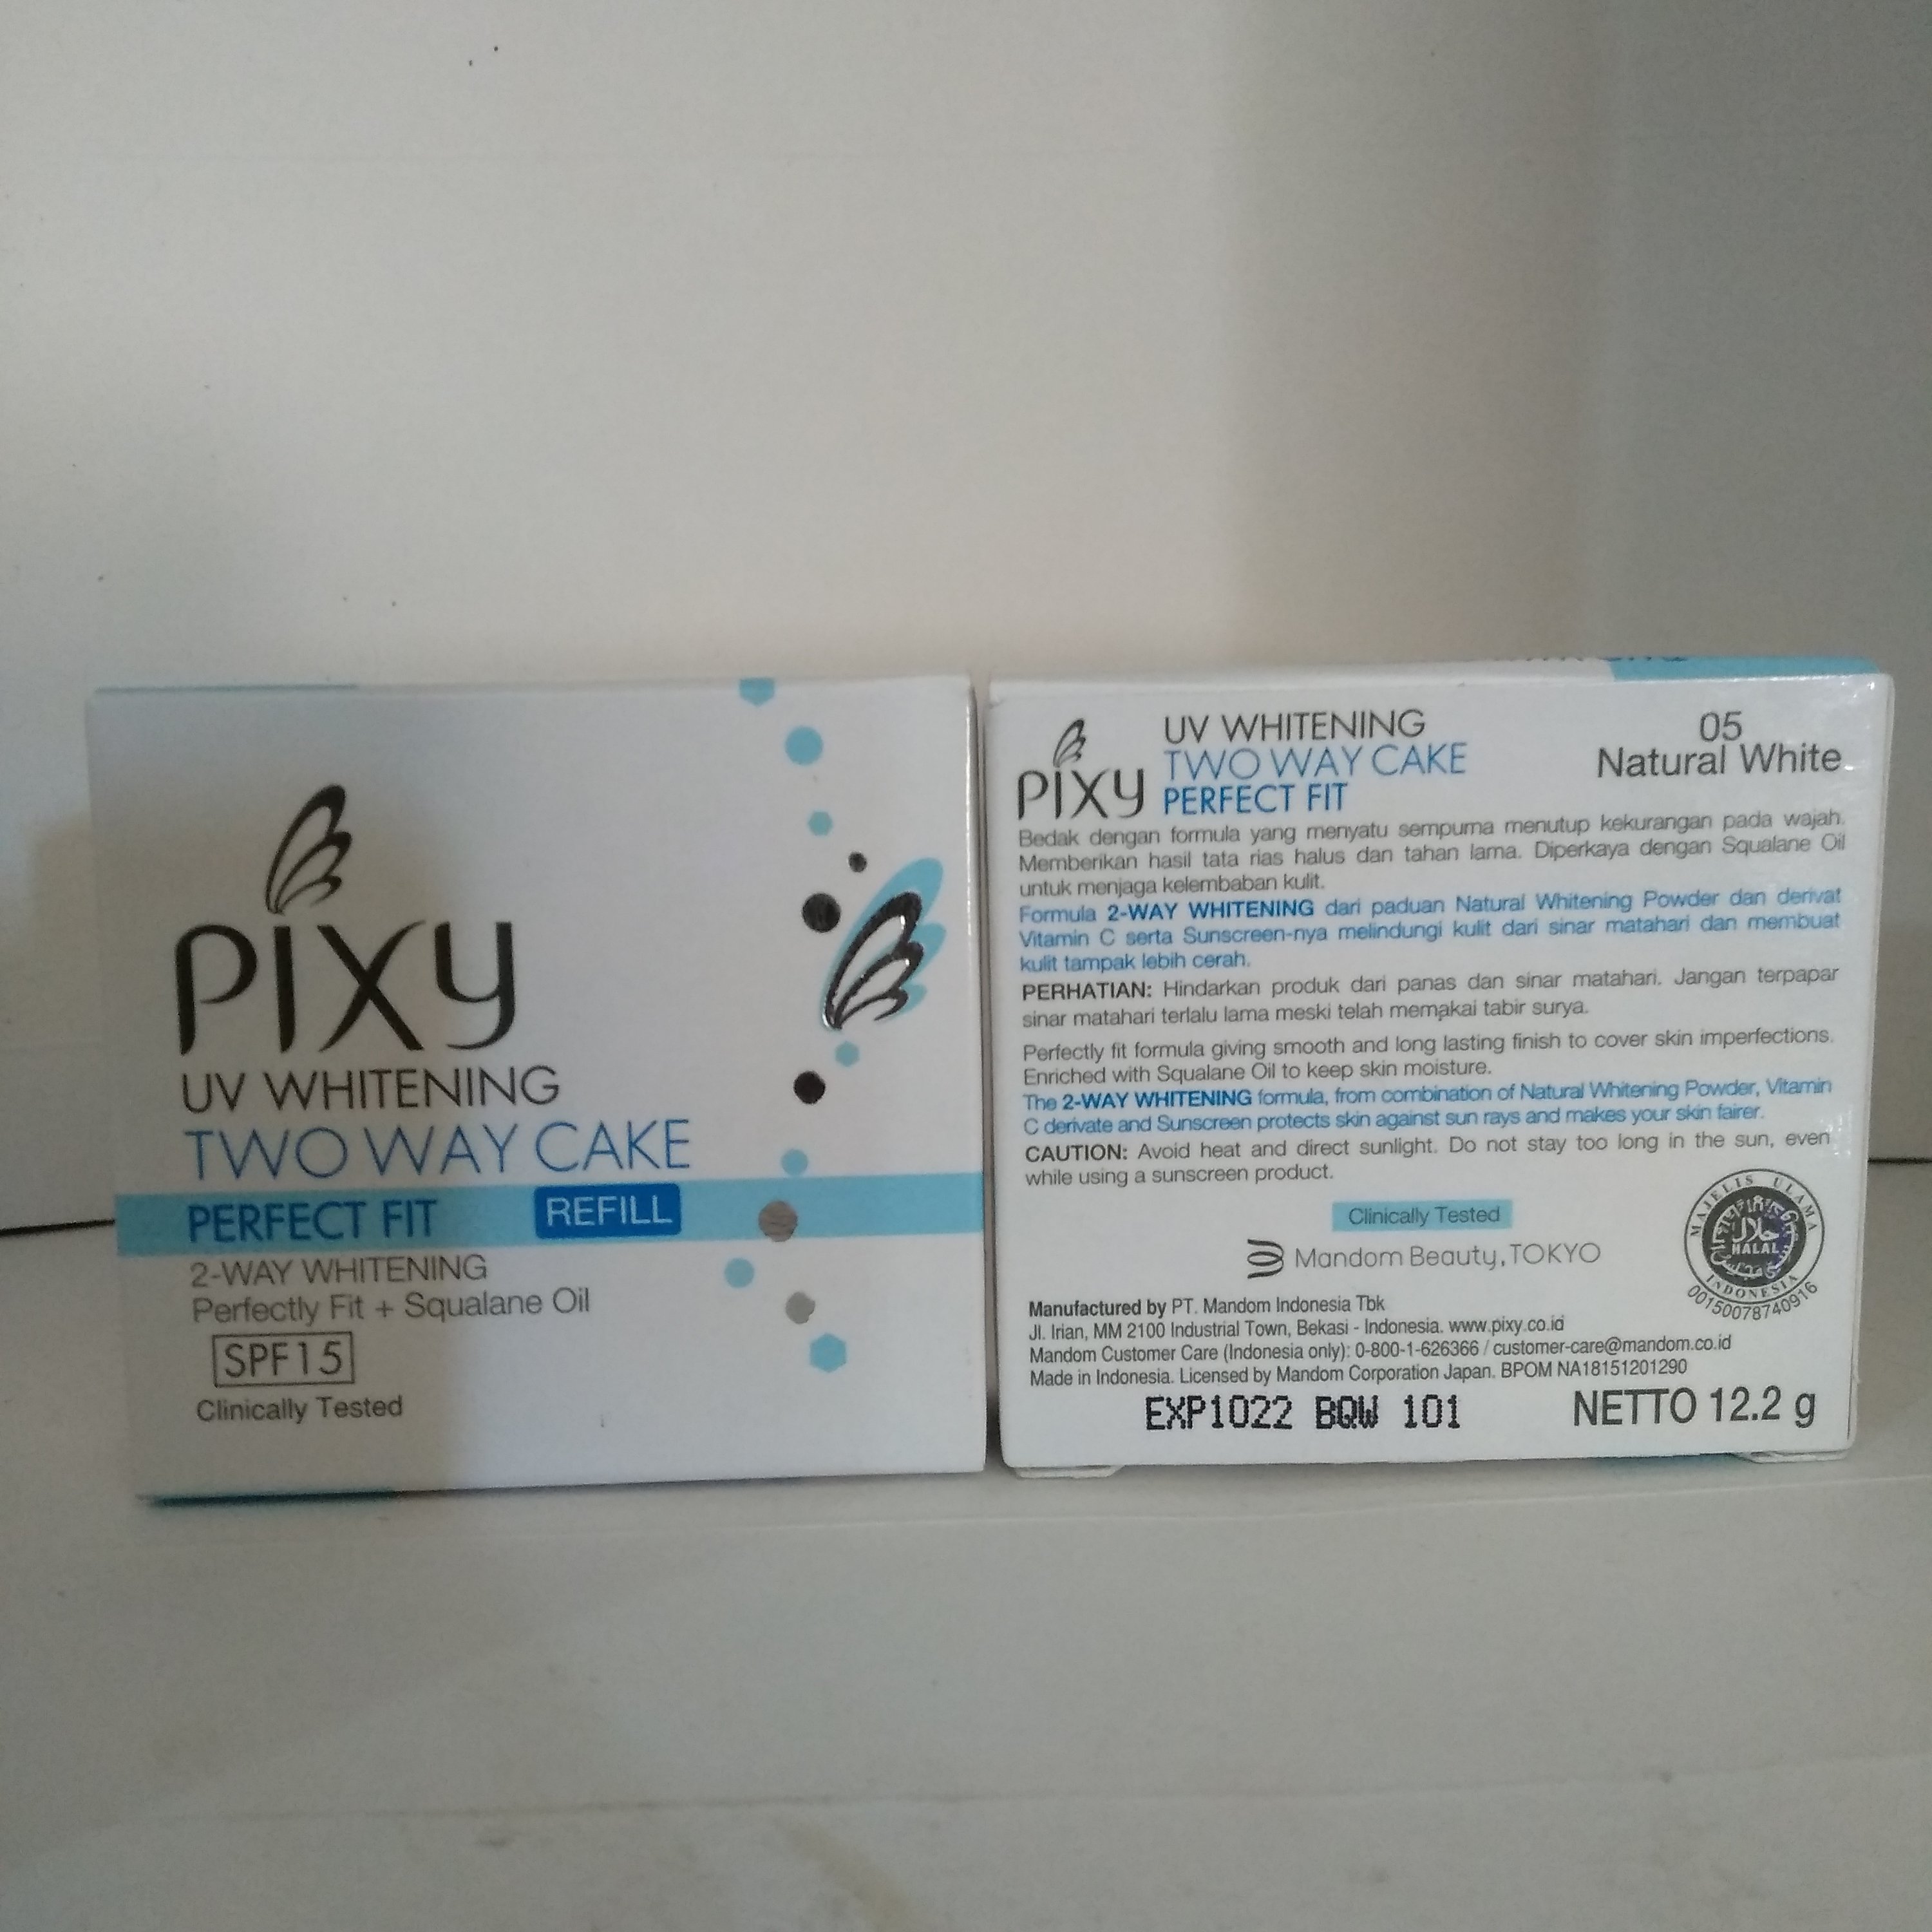 PIXY
UV WHITENING
TWO WAY CAKE
PERFECT FIT REFILL
2-WAY WHITENING
Perfectly Fit + Squalane Oil
SPF15
Clinically Tested
PIXY
UV WHITENING
TWO WAY CAKE
PERFECT FIT
05
Natural White
Bedak dengan formula yang menyatu sempurna menutup kekurangan pada wajah.
Memberikan hasil tata rias halus dan tahan lama. Diperkaya dengan Squalane Oil
untuk menjaga kelembaban kulit.
Formula 2-WAY WHITENING dari paduan Natural Whitening Powder dan derivat
Vitamin C serta Sunscreen-nya melindungi kulit dari sinar matahari dan membuat
kulit tampak lebih cerah.
PERHATIAN: Hindarkan produk dari panas dan sinar matahari. Jangan terpapar
sinar matahari terlalu lama meski telah memakai tabir surya.
Perfectly fit formula giving smooth and long lasting finish to cover skin imperfections.
Enriched with Squalane Oil to keep skin moisture.
The 2-WAY WHITENING formula, from combination of Natural Whitening Powder, Vitamin
C derivate and Sunscreen protects skin against sun rays and makes your skin fairer.
CAUTION: Avoid heat and direct sunlight. Do not stay too long in the sun, even
while using a sunscreen product.
Clinically Tested
Mandom Beauty, TOKYO
MAJELIS ULAMA
حلال
HALAL
INDONESIA
00150078740916
Manufactured by PT. Mandom Indonesia Tbk
Jl. Irian, MM 2100 Industrial Town, Bekasi - Indonesia. www.pixy.co.id
Mandom Customer Care (Indonesia only): 0-800-1-626366 / customer-care@mandom.co.id
Made in Indonesia. Licensed by Mandom Corporation Japan. BPOM NA18151201290
EXP1022 BQW 101
NETTO 12.2 g